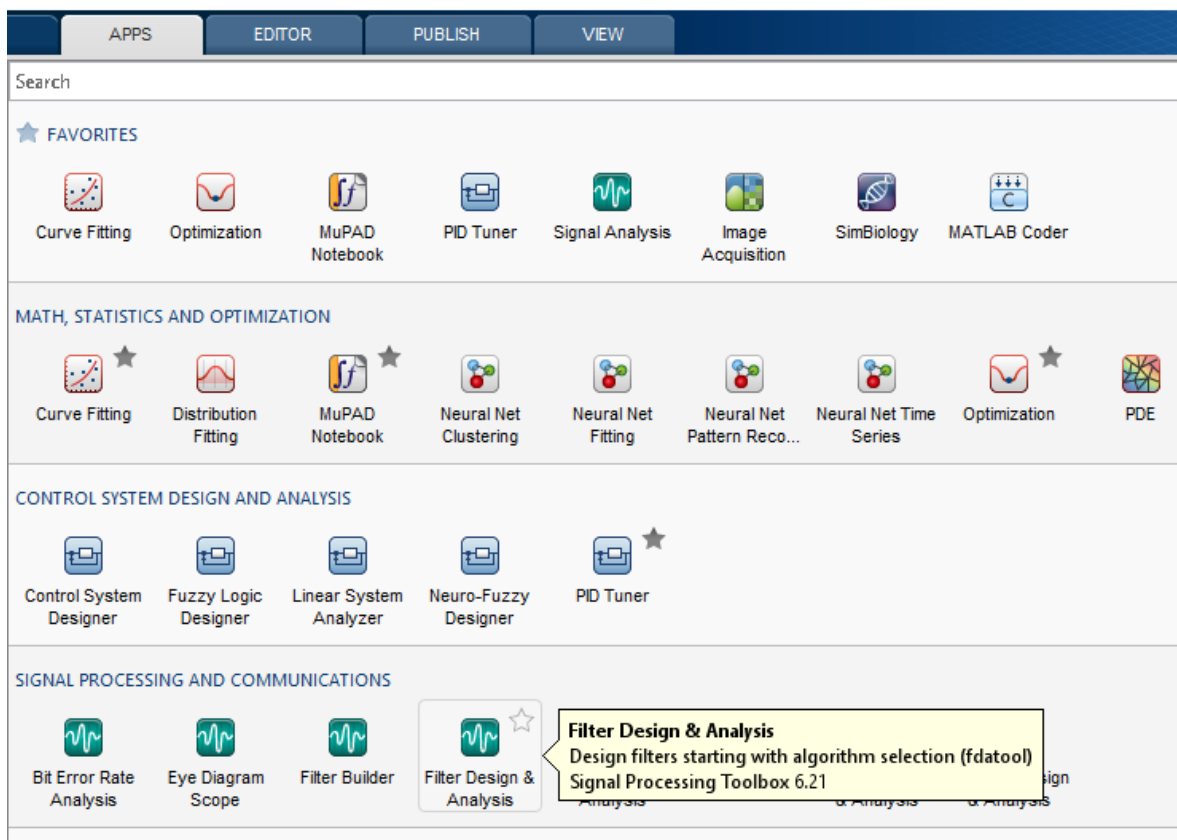 APPS EDITOR PUBLISH VIEW
Search
FAVORITES
Curve Fitting Optimization MuPAD Notebook PID Tuner Signal Analysis Image Acquisition SimBiology MATLAB Coder
MATH, STATISTICS AND OPTIMIZATION
Curve Fitting Distribution Fitting MuPAD Notebook Neural Net Clustering Neural Net Fitting Neural Net Pattern Reco... Neural Net Time Series Optimization PDE
CONTROL SYSTEM DESIGN AND ANALYSIS
Control System Designer Fuzzy Logic Designer Linear System Analyzer Neuro-Fuzzy Designer PID Tuner
SIGNAL PROCESSING AND COMMUNICATIONS
Bit Error Rate Analysis Eye Diagram Scope Filter Builder Filter Design & Analysis
Filter Design & Analysis
Design filters starting with algorithm selection (fdatool)
Signal Processing Toolbox 6.21